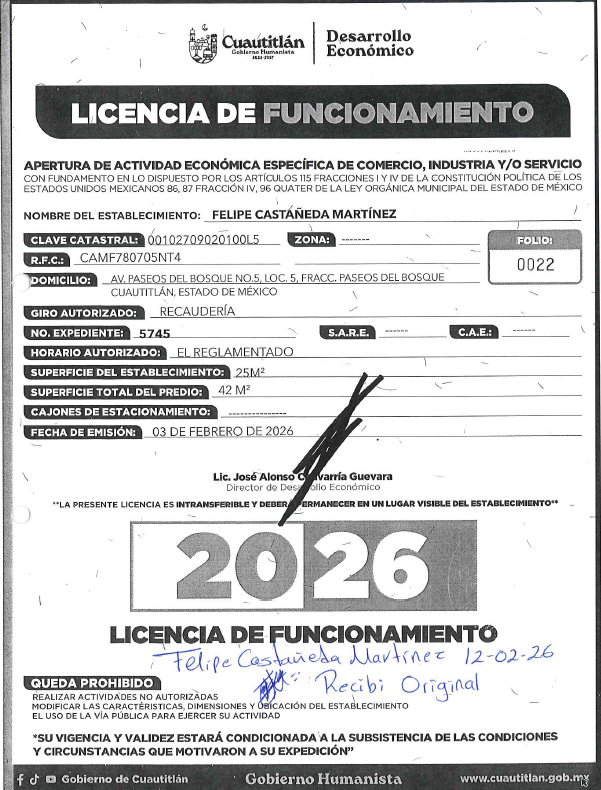 Cuautitlán
Gobierno Humanista
Desarrollo
Económico
LICENCIA DE FUNCIONAMIENTO
APERTURA DE ACTIVIDAD ECONÓMICA ESPECÍFICA DE COMERCIO, INDUSTRIA Y/O SERVICIO
CON FUNDAMENTO EN LO DISPUESTO POR LOS ARTÍCULOS 115 FRACCIONES I Y IV DE LA CONSTITUCIÓN POLÍTICA DE LOS
ESTADOS UNIDOS MEXICANOS 86, 87 FRACCIÓN IV, 96 QUATER DE LA LEY ORGÁNICA MUNICIPAL DEL ESTADO DE MÉXICO
NOMBRE DEL ESTABLECIMIENTO: FELIPE CASTAÑEDA MARTÍNEZ
CLAVE CATASTRAL: 00102709020100L5 ZONA: -------
FOLIO:
0022
R.F.C.: CAMF780705NT4
DOMICILIO: AV. PASEOS DEL BOSQUE NO.5, LOC. 5, FRACC. PASEOS DEL BOSQUE
CUAUTITLÁN, ESTADO DE MÉXICO
GIRO AUTORIZADO: RECAUDERÍA
NO. EXPEDIENTE: 5745 S.A.R.E.: ------ C.A.E.: ------
HORARIO AUTORIZADO: EL REGLAMENTADO
SUPERFICIE DEL ESTABLECIMIENTO: 25M²
SUPERFICIE TOTAL DEL PREDIO: 42 M²
CAJONES DE ESTACIONAMIENTO: ---------------
FECHA DE EMISIÓN: 03 DE FEBRERO DE 2026
Lic. José Alonso Guevara
Director de Desarrollo Económico
**LA PRESENTE LICENCIA ES INTRANSFERIBLE Y DEBERÁ PERMANECER EN UN LUGAR VISIBLE DEL ESTABLECIMIENTO**
2026
LICENCIA DE FUNCIONAMIENTO
Felipe Castañeda Martínez 12-02-26
Recibi Original
QUEDA PROHIBIDO
REALIZAR ACTIVIDADES NO AUTORIZADAS
MODIFICAR LAS CARACTERÍSTICAS, DIMENSIONES Y UBICACIÓN DEL ESTABLECIMIENTO
EL USO DE LA VÍA PÚBLICA PARA EJERCER SU ACTIVIDAD
"SU VIGENCIA Y VALIDEZ ESTARÁ CONDICIONADA A LA SUBSISTENCIA DE LAS CONDICIONES
Y CIRCUNSTANCIAS QUE MOTIVARON A SU EXPEDICIÓN"
Gobierno de Cuautitlán Gobierno Humanista www.cuautitlan.gob.mx